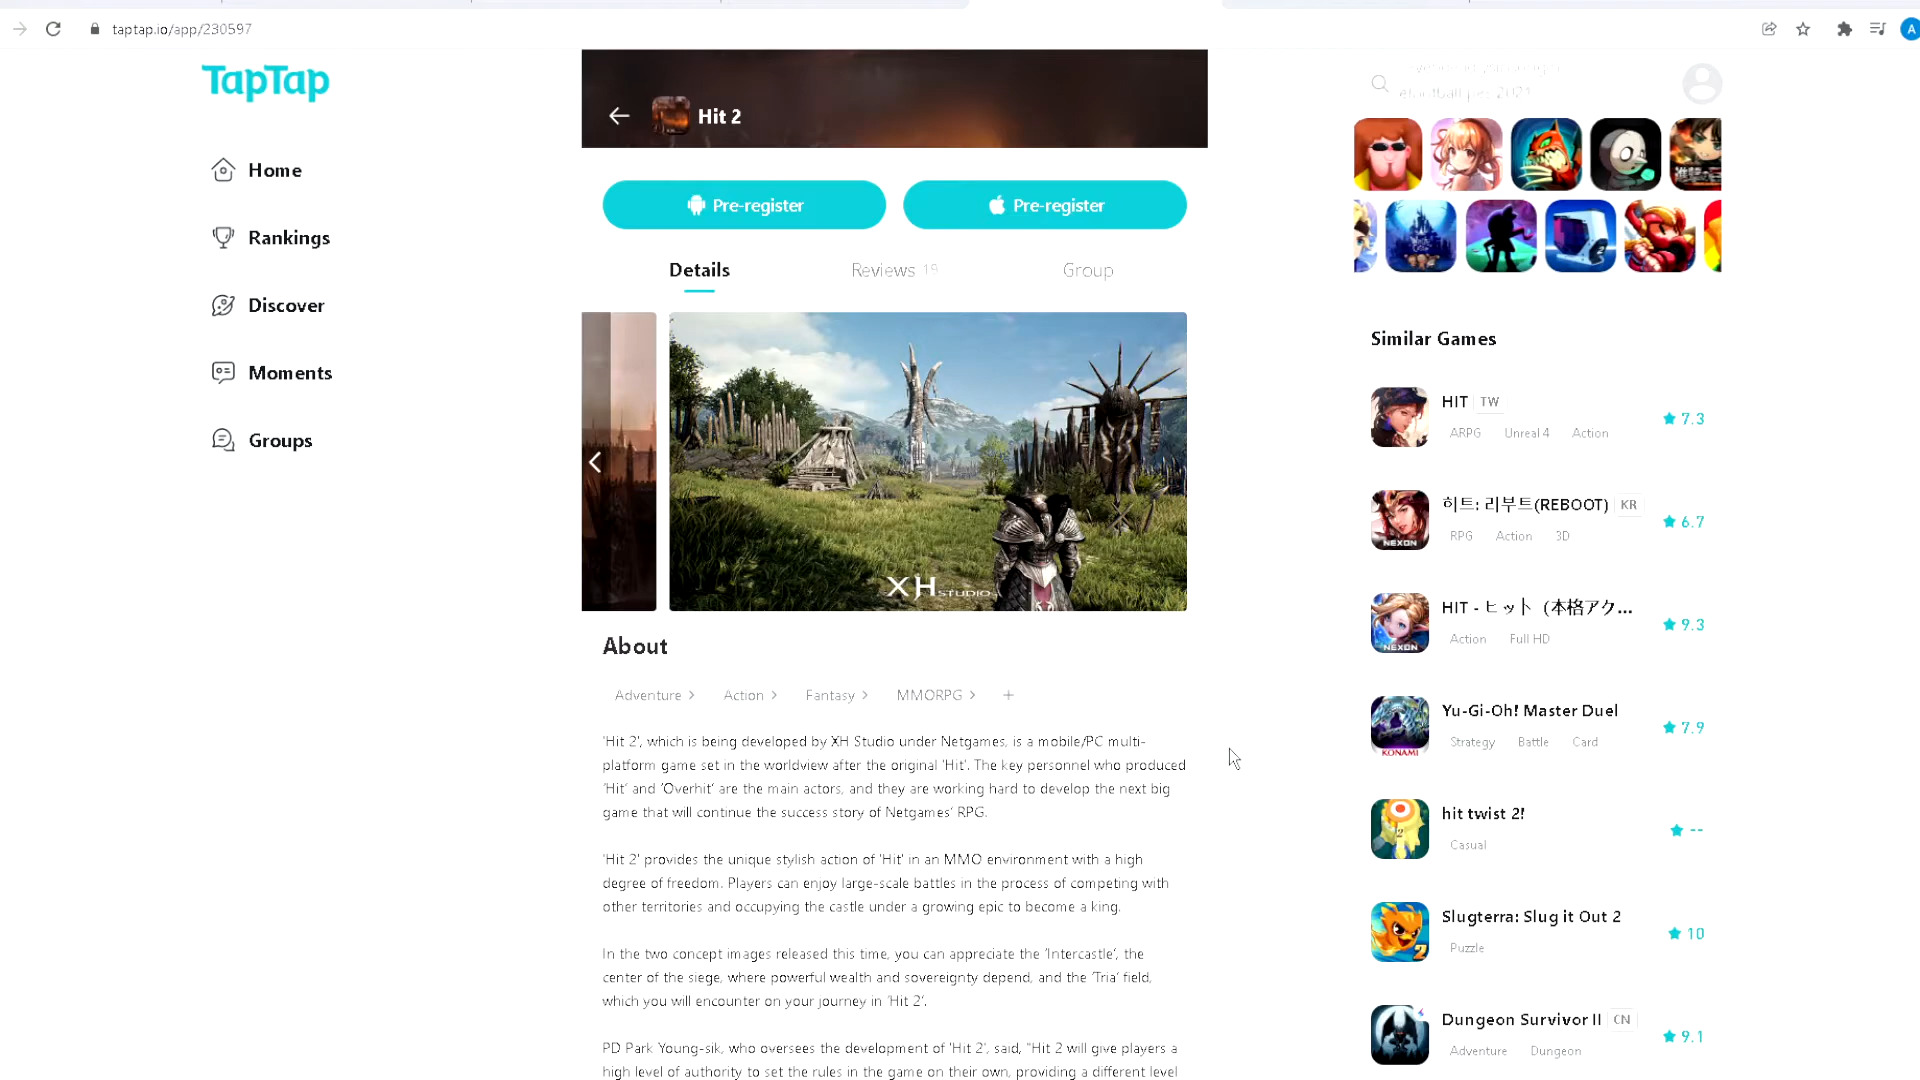 taptap.io/app/230597
A
TapTap
Home
Rankings
Discover
Moments
Groups
Hit 2
Pre-register
Pre-register
Details
Reviews 19
Group
XH STUDIO
About
Adventure
Action
Fantasy
MMORPG
+
'Hit 2', which is being developed by XH Studio under Netgames, is a mobile/PC multi-
platform game set in the worldview after the original 'Hit'. The key personnel who produced
'Hit' and 'Overhit' are the main actors, and they are working hard to develop the next big
game that will continue the success story of Netgames' RPG.
'Hit 2' provides the unique stylish action of 'Hit' in an MMO environment with a high
degree of freedom. Players can enjoy large-scale battles in the process of competing with
other territories and occupying the castle under a growing epic to become a king.
In the two concept images released this time, you can appreciate the 'Intercastle', the
center of the siege, where powerful wealth and sovereignty depend, and the 'Tria' field,
which you will encounter on your journey in 'Hit 2'.
PD Park Young-sik, who oversees the development of 'Hit 2', said, "Hit 2 will give players a
high level of authority to set the rules in the game on their own, providing a different level
2021
Similar Games
HIT TW
ARPG Unreal 4 Action
7.3
히트: 리부트(REBOOT) KR
RPG Action 3D
6.7
NEXON
HIT - ヒット（本格アク...
Action Full HD
9.3
NEXON
Yu-Gi-Oh! Master Duel
Strategy Battle Card
7.9
KONAMI
hit twist 2!
Casual
--
Slugterra: Slug it Out 2
Puzzle
10
2
Dungeon Survivor II CN
Adventure Dungeon
9.1